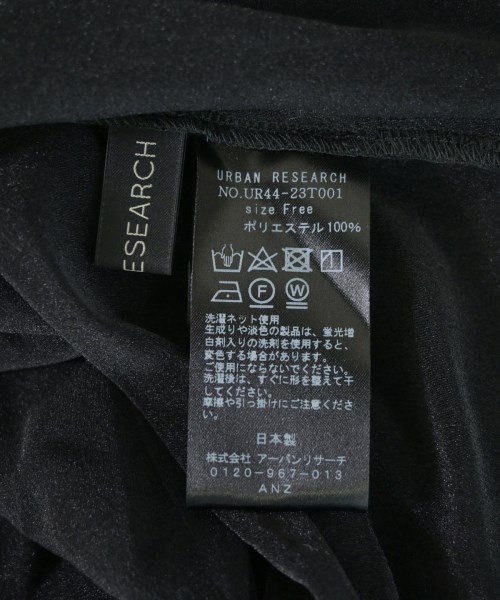 ESEARCH
URBAN RESEARCH
NO.UR44-23T001
size Free
ポリエステル100%
F W
洗濯ネット使用
生成りや淡色の製品は、蛍光増
白剤入りの洗剤を使用すると、
変色する場合があります。
ご使用にならないでください。
洗濯後は、すぐに形を整えて干
してください。
摩擦や引っ掛けにご注意くださ
い。
日本製
株式会社 アーバンリサーチ
0120-967-013
ANZ